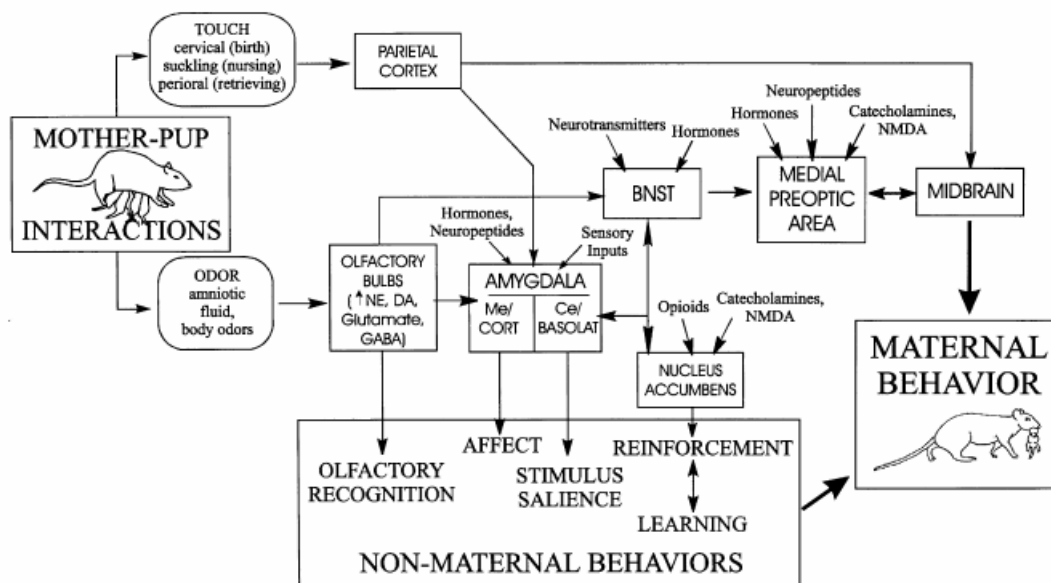 TOUCH
cervical (birth)
suckling (nursing)
perioral (retrieving)
PARIETAL
CORTEX
MOTHER-PUP
INTERACTIONS
ODOR
amniotic
fluid,
body odors
OLFACTORY
BULBS
(↑NE, DA,
Glutamate,
GABA)
Hormones,
Neuropeptides
Sensory
Inputs
AMYGDALA
Me/
CORT
Ce/
BASOLAT
Neurotransmitters
Hormones
BNST
Neuropeptides
Hormones
Catecholamines,
NMDA
MEDIAL
PREOPTIC
AREA
MIDBRAIN
Opioids
Catecholamines,
NMDA
NUCLEUS
ACCUMBENS
MATERNAL
BEHAVIOR
OLFACTORY
RECOGNITION
AFFECT
STIMULUS
SALIENCE
REINFORCEMENT
LEARNING
NON-MATERNAL BEHAVIORS